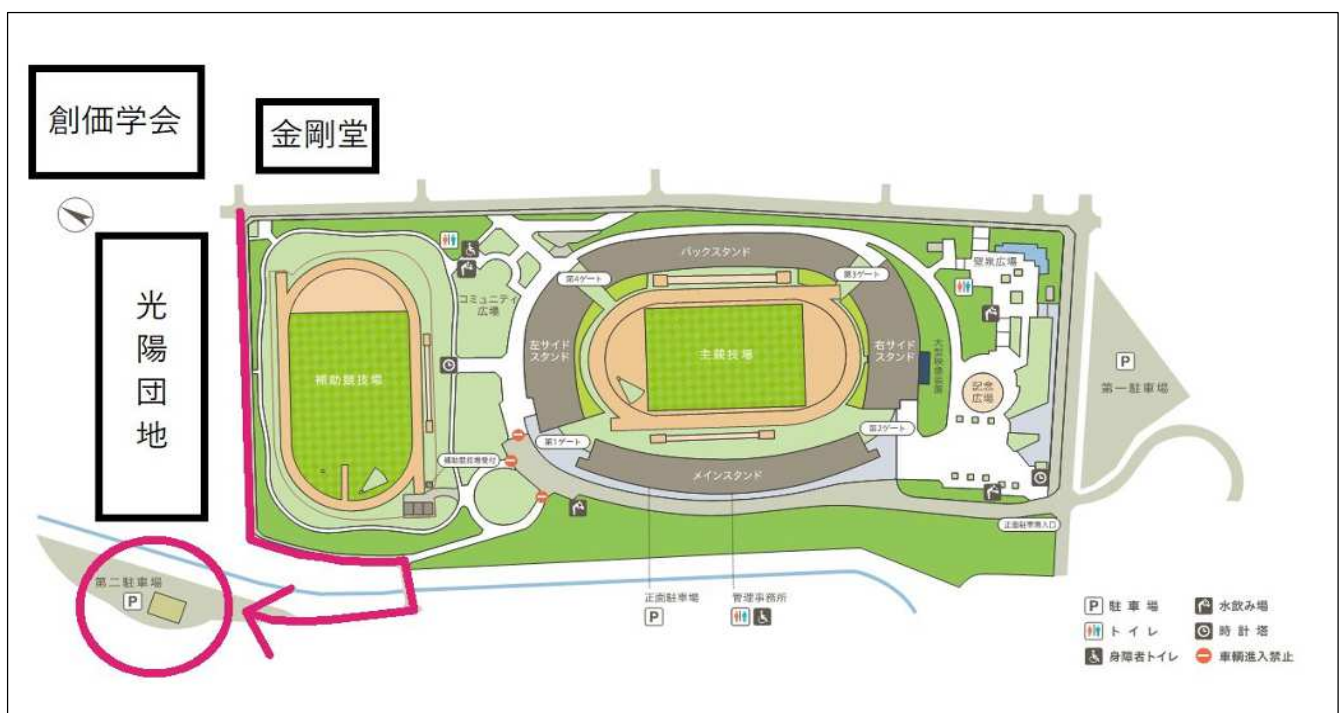 創価学会
金剛堂
光陽団地
バックスタンド
第4ゲート
第3ゲート
コミュニティ
広場
左サイド
スタンド
主競技場
右サイド
スタンド
大型映像装置
記念
広場
P
第一駐車場
補助競技場
第1ゲート
第2ゲート
補助競技場受付
メインスタンド
正面駐車場入口
第二駐車場
P
正面駐車場
P
管理事務所
P 駐車場
水飲み場
トイレ
時計塔
身障者トイレ
車輌進入禁止